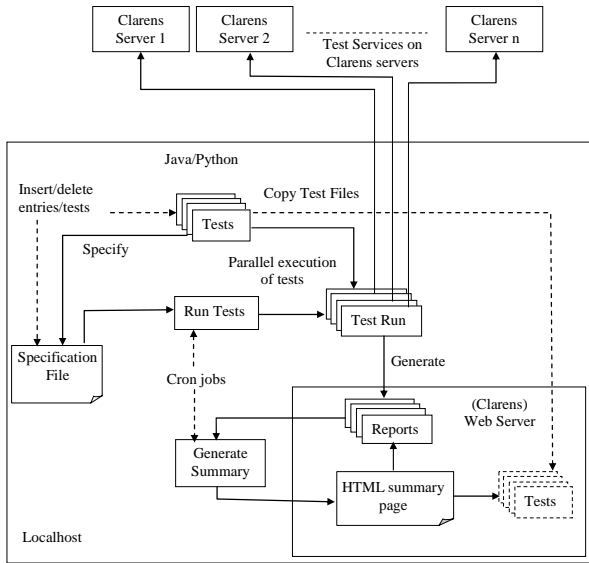 Clarens
Server 1
Clarens
Server 2
Test Services on
Clarens servers
Clarens
Server n
Java/Python
Insert/delete
entries/tests
Copy Test Files
Tests
Specify
Parallel execution
of tests
Run Tests
Test Run
Specification
File
Generate
Cron jobs
(Clarens)
Web Server
Reports
Generate
Summary
HTML summary
page
Tests
Localhost